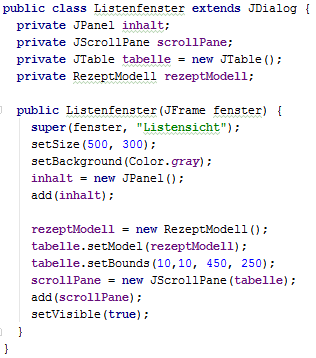 public class Listenfenster extends JDialog {
private JPanel inhalt;
private JScrollPane scrollPane;
private JTable tabelle = new JTable();
private RezeptModell rezeptModell;
public Listenfenster(JFrame fenster) {
super(fenster, "Listensicht");
setSize(500, 300);
setBackground(Color.gray);
inhalt = new JPanel();
add(inhalt);
rezeptModell = new RezeptModell();
tabelle.setModel(rezeptModell);
tabelle.setBounds(10,10, 450, 250);
scrollPane = new JScrollPane(tabelle);
add(scrollPane);
setVisible(true);
}
}